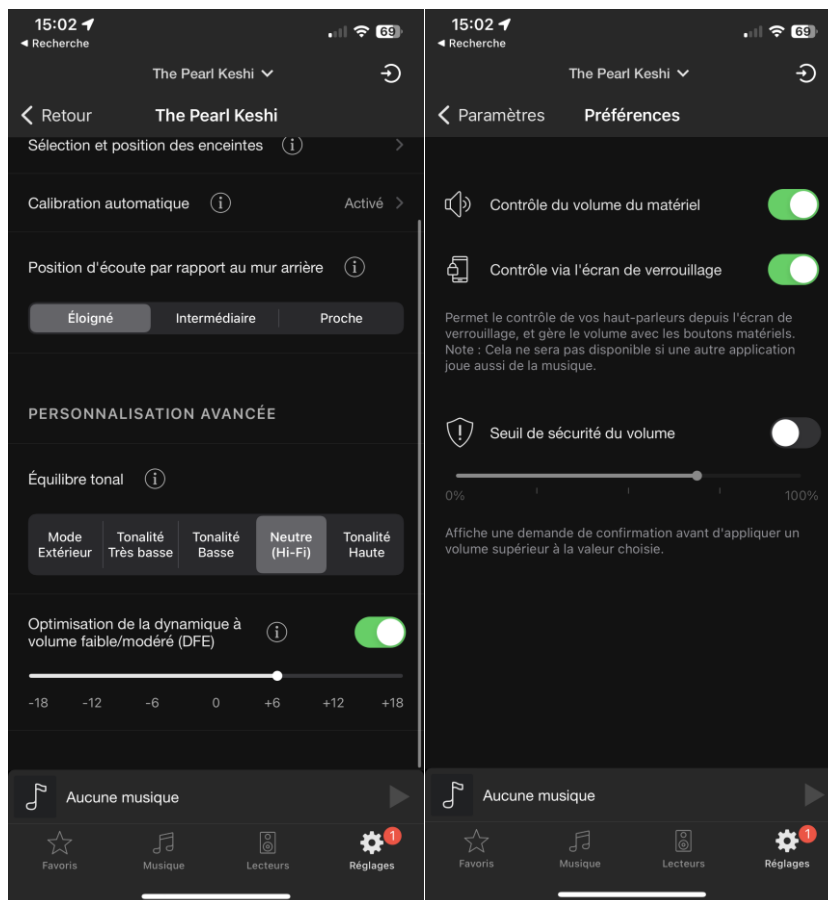 15:02
69
◀ Recherche
The Pearl Keshi
Retour
The Pearl Keshi
Sélection et position des enceintes
Calibration automatique
Activé
Position d'écoute par rapport au mur arrière
Éloigné
Intermédiaire
Proche
PERSONNALISATION AVANCÉE
Équilibre tonal
Mode
Extérieur
Tonalité
Très basse
Tonalité
Basse
Neutre
(Hi-Fi)
Tonalité
Haute
Optimisation de la dynamique à
volume faible/modéré (DFE)
-18 -12 -6 0 +6 +12 +18
Aucune musique
Favoris
Musique
Lecteurs
1
Réglages
15:02
69
◀ Recherche
The Pearl Keshi
Paramètres
Préférences
Contrôle du volume du matériel
Contrôle via l'écran de verrouillage
Permet le contrôle de vos haut-parleurs depuis l'écran de
verrouillage, et gère le volume avec les boutons matériels.
Note : Cela ne sera pas disponible si une autre application
joue aussi de la musique.
Seuil de sécurité du volume
0% 100%
Affiche une demande de confirmation avant d'appliquer un
volume supérieur à la valeur choisie.
Aucune musique
Favoris
Musique
Lecteurs
1
Réglages